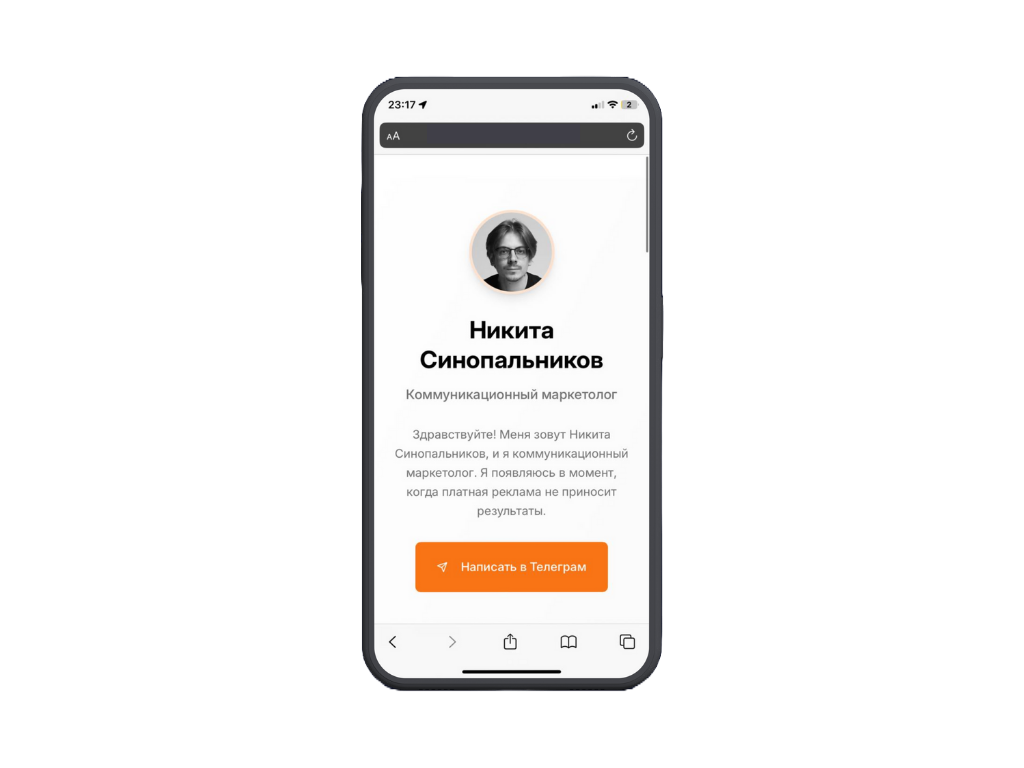 23:17
2
AA
Никита
Синопальников
Коммуникационный маркетолог
Здравствуйте! Меня зовут Никита
Синопальников, и я коммуникационный
маркетолог. Я появляюсь в момент,
когда платная реклама не приносит
результаты.
Написать в Телеграм